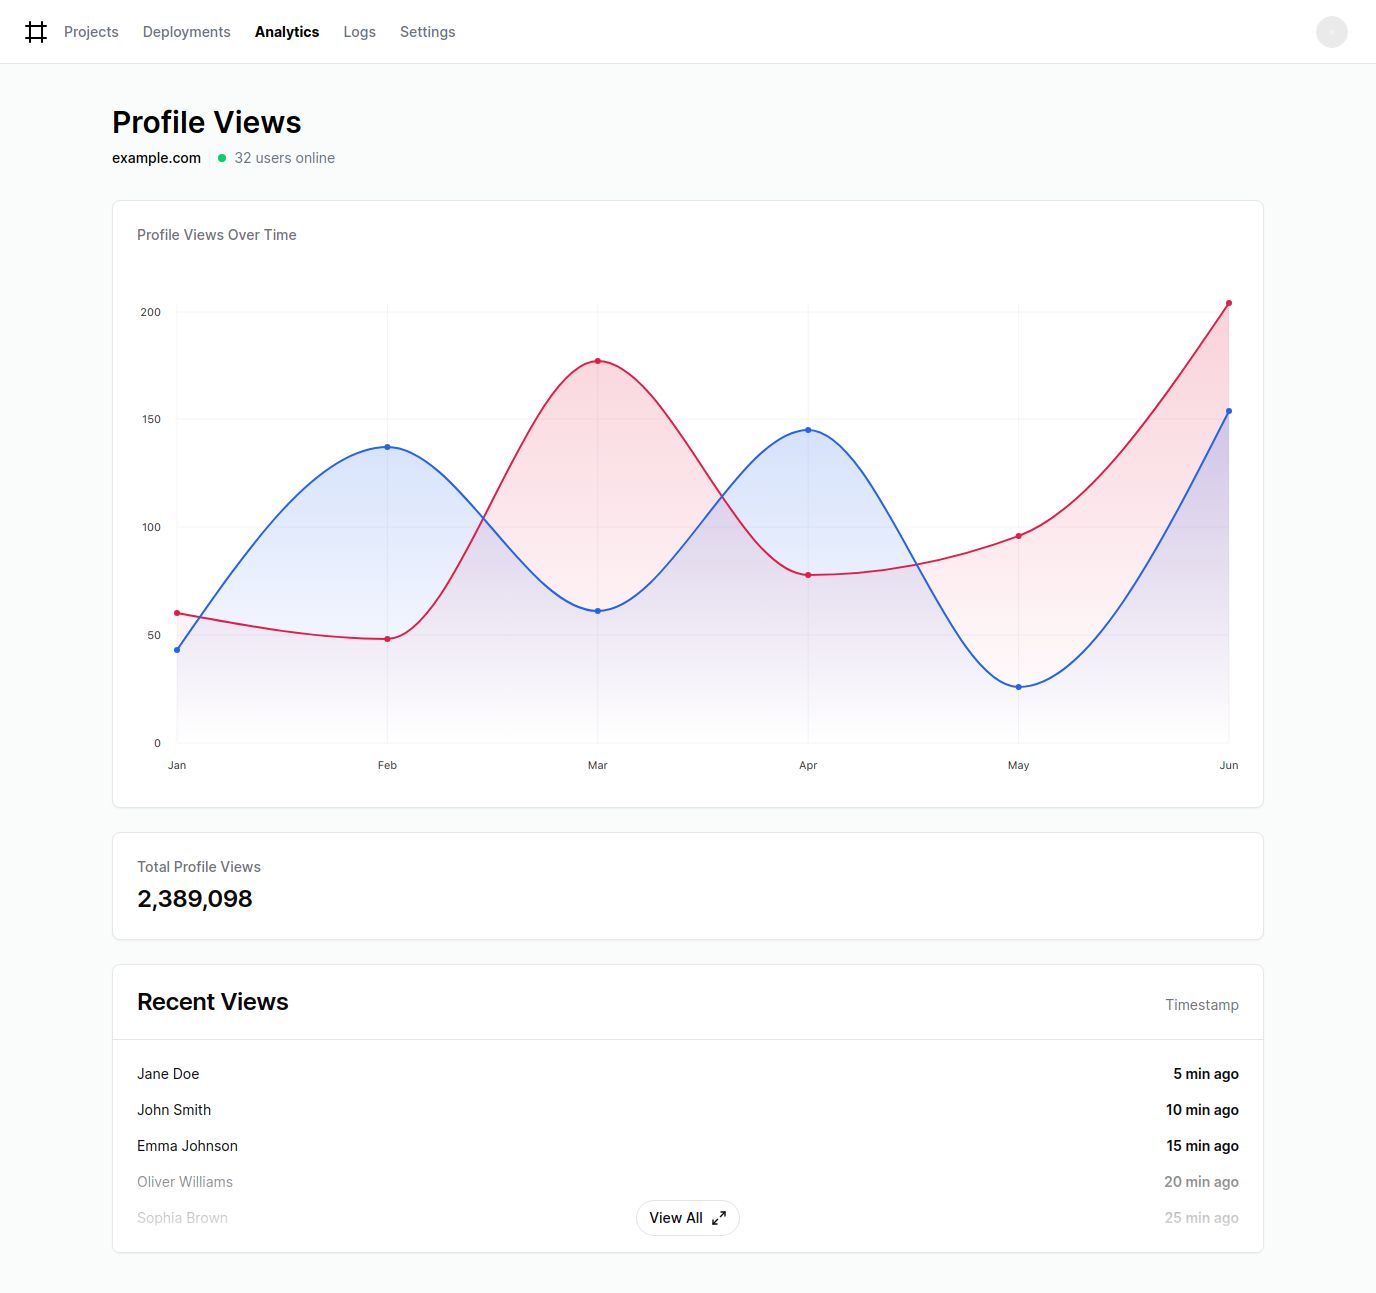 Projects Deployments Analytics Logs Settings
Profile Views
example.com 32 users online
Profile Views Over Time
200
150
100
50
0
Jan Feb Mar Apr May Jun
Total Profile Views
2,389,098
Recent Views Timestamp
Jane Doe 5 min ago
John Smith 10 min ago
Emma Johnson 15 min ago
Oliver Williams 20 min ago
Sophia Brown View All 25 min ago